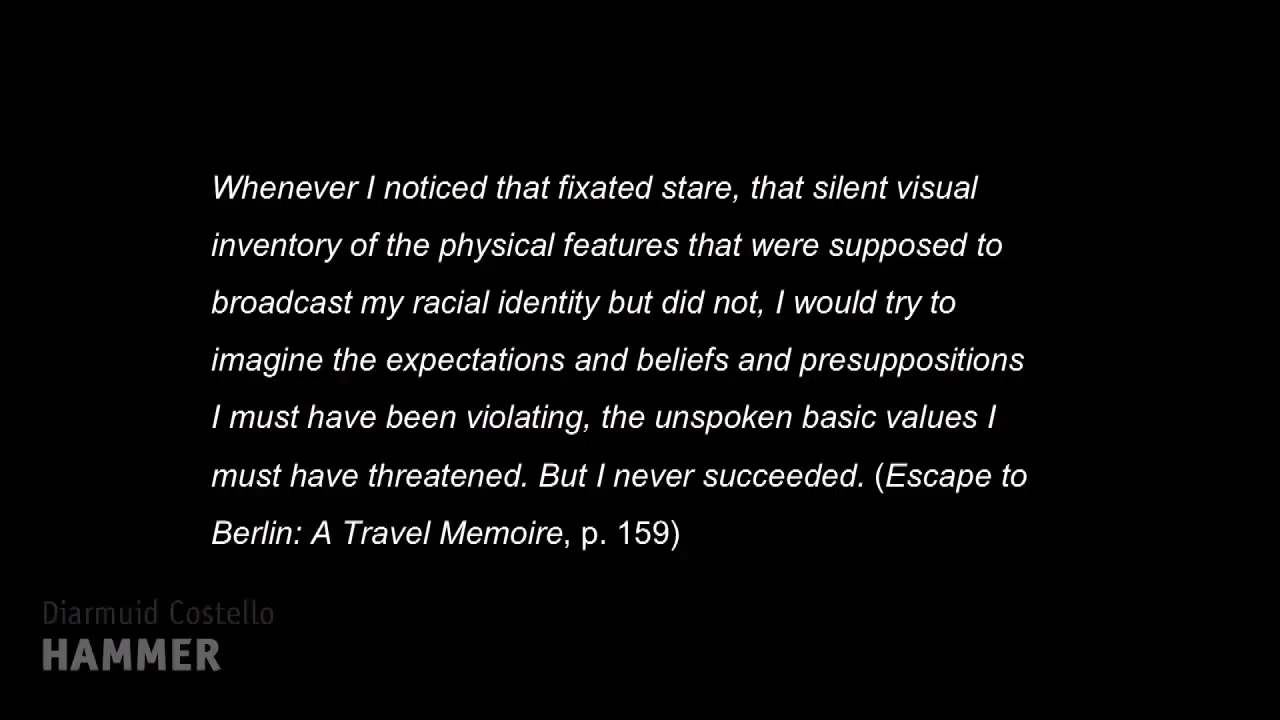 Whenever I noticed that fixated stare, that silent visual
inventory of the physical features that were supposed to
broadcast my racial identity but did not, I would try to
imagine the expectations and beliefs and presuppositions
I must have been violating, the unspoken basic values I
must have threatened. But I never succeeded. (Escape to
Berlin: A Travel Memoire, p. 159)
Diarmuid Costello
HAMMER